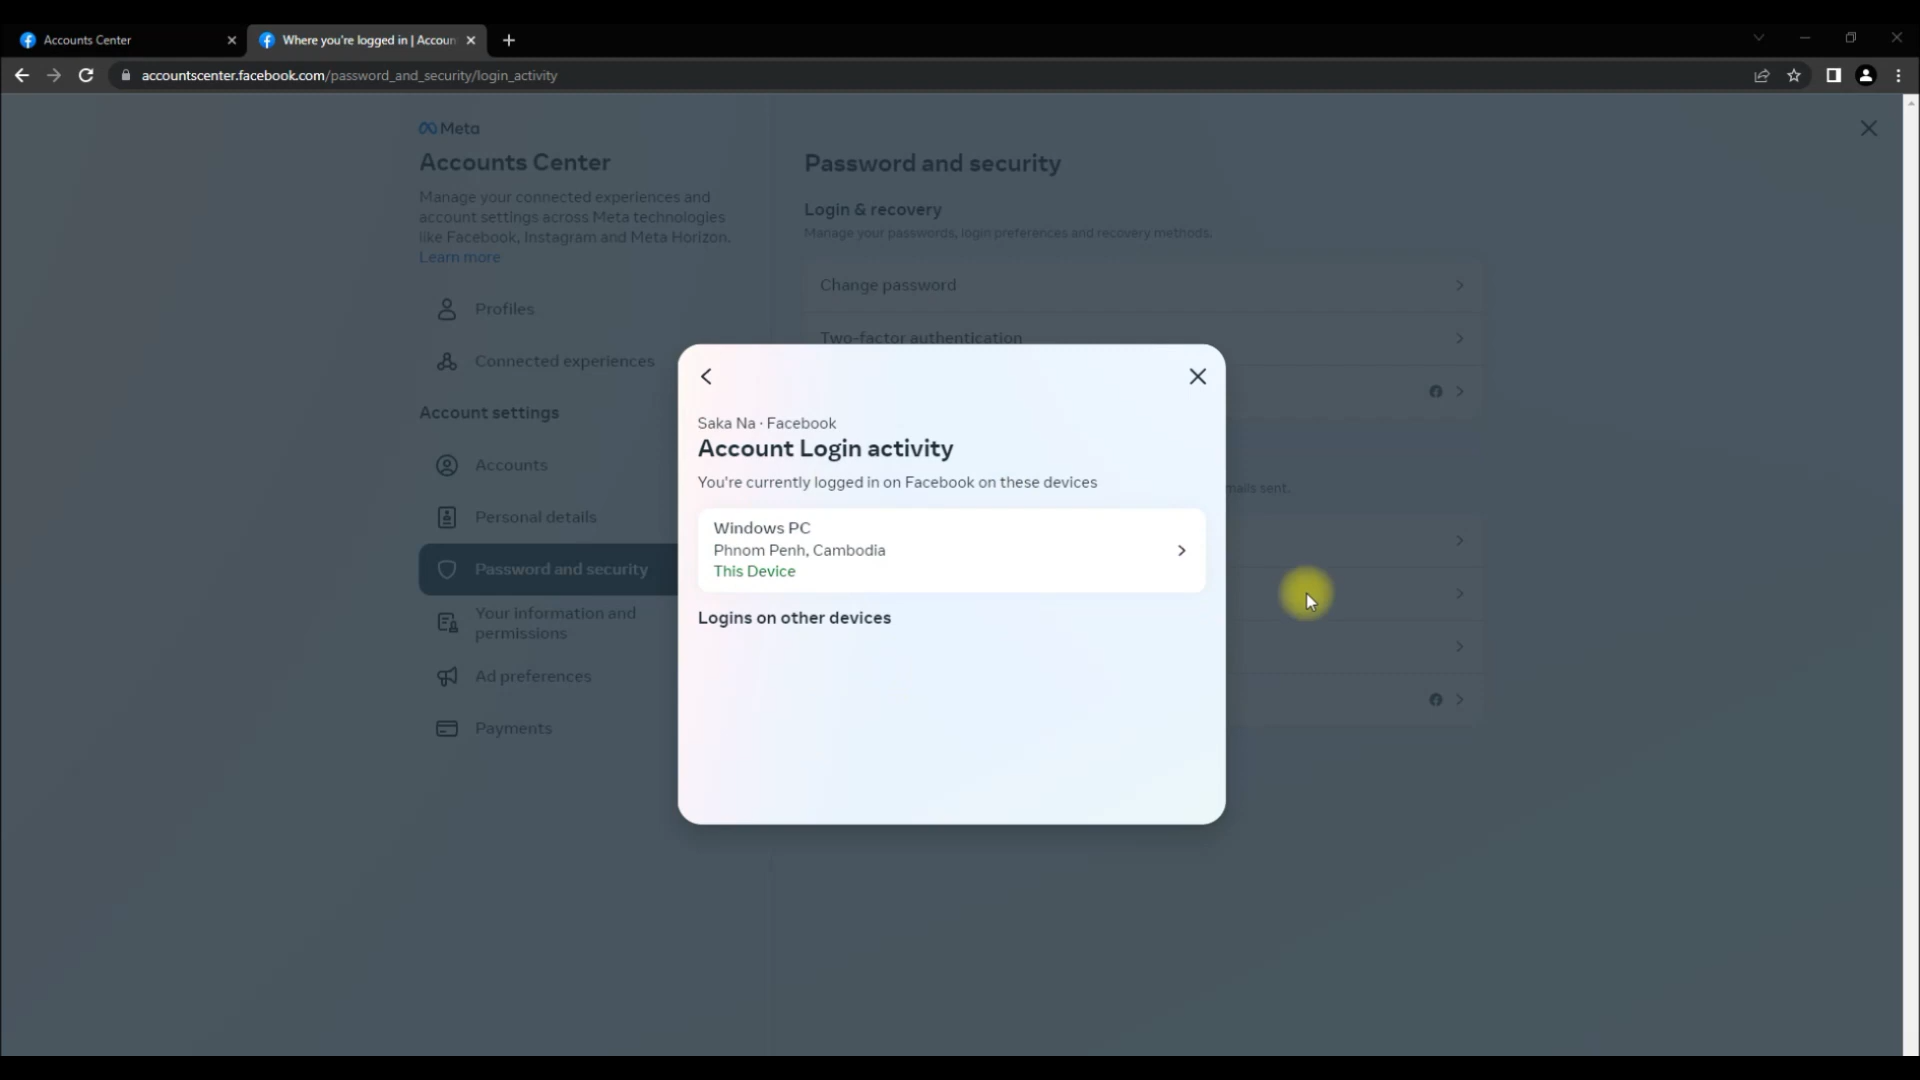 Accounts Center
Where you're logged in | Accoun
accountscenter.facebook.com/password_and_security/login_activity
Meta
Accounts Center
Manage your connected experiences and
account settings across Meta technologies
like Facebook, Instagram and Meta Horizon.
Learn more
Profiles
Connected experiences
Account settings
Accounts
Personal details
Password and security
Your information and
permissions
Ad preferences
Payments
Password and security
Login & recovery
Manage your passwords, login preferences and recovery methods.
Change password
Two-factor authentication
mails sent.
Saka Na · Facebook
Account Login activity
You're currently logged in on Facebook on these devices
Windows PC
Phnom Penh, Cambodia
This Device
Logins on other devices